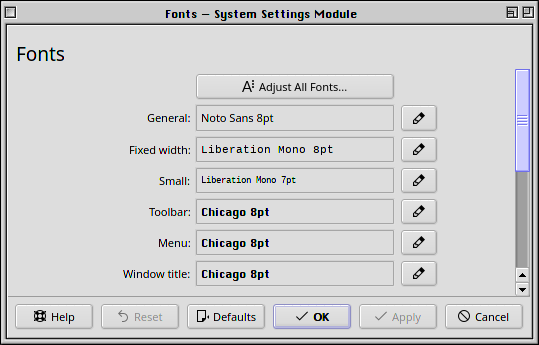 Fonts – System Settings Module
Fonts
Adjust All Fonts...
General: Noto Sans 8pt
Fixed width: Liberation Mono 8pt
Small: Liberation Mono 7pt
Toolbar: Chicago 8pt
Menu: Chicago 8pt
Window title: Chicago 8pt
Help Reset Defaults OK Apply Cancel